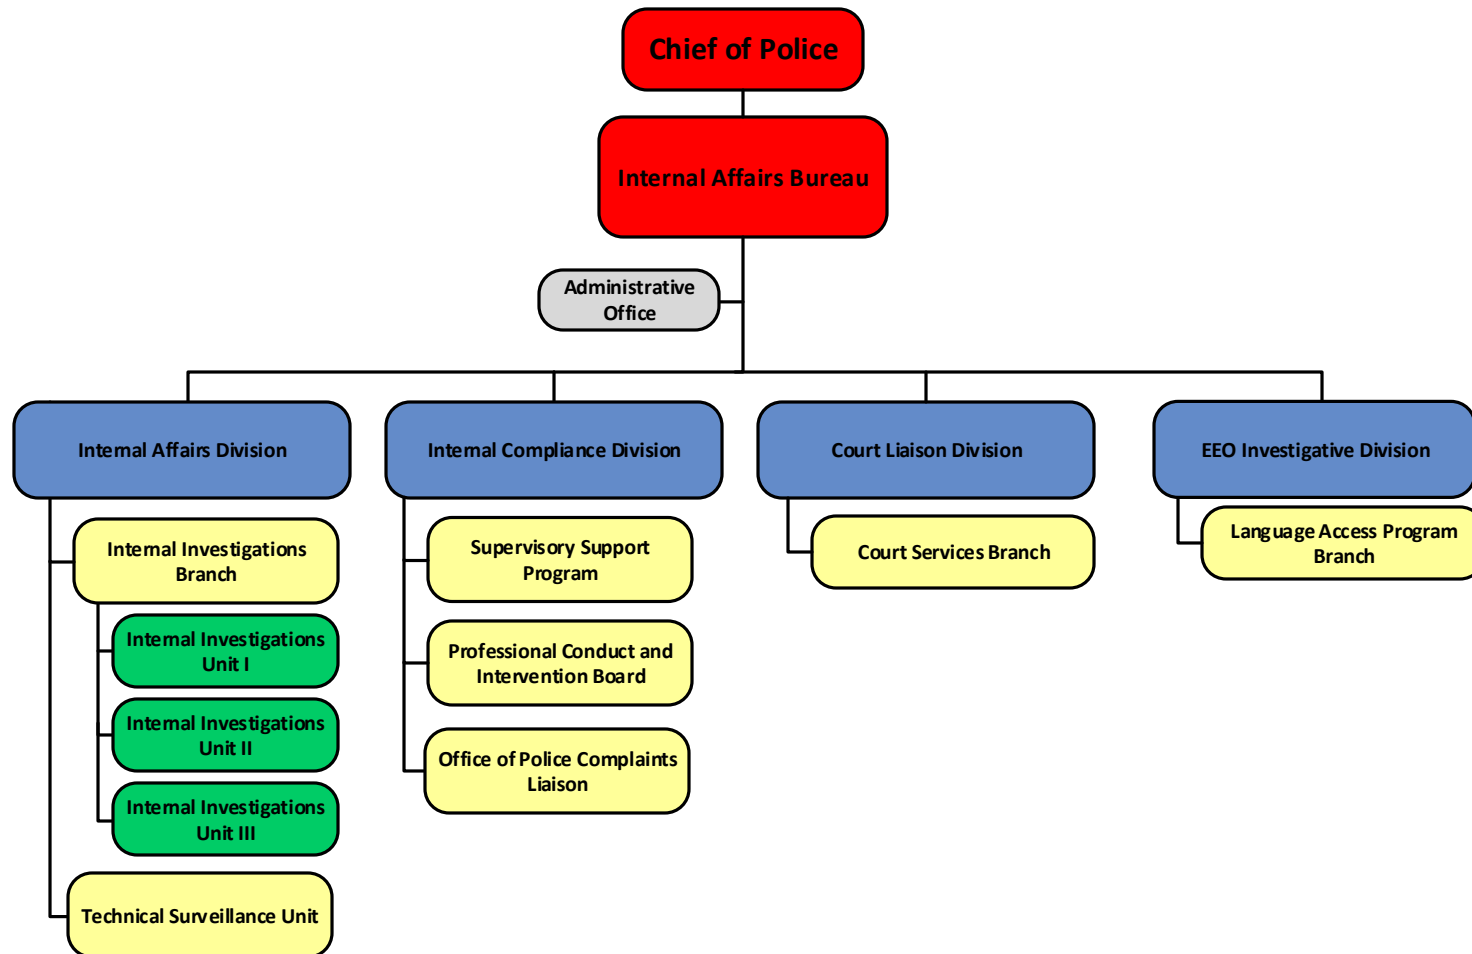 Chief of Police
Internal Affairs Bureau
Administrative
Office
Internal Affairs Division
Internal Compliance Division
Court Liaison Division
EEO Investigative Division
Internal Investigations
Branch
Internal Investigations
Unit I
Internal Investigations
Unit II
Internal Investigations
Unit III
Technical Surveillance Unit
Supervisory Support
Program
Professional Conduct and
Intervention Board
Office of Police Complaints
Liaison
Court Services Branch
Language Access Program
Branch